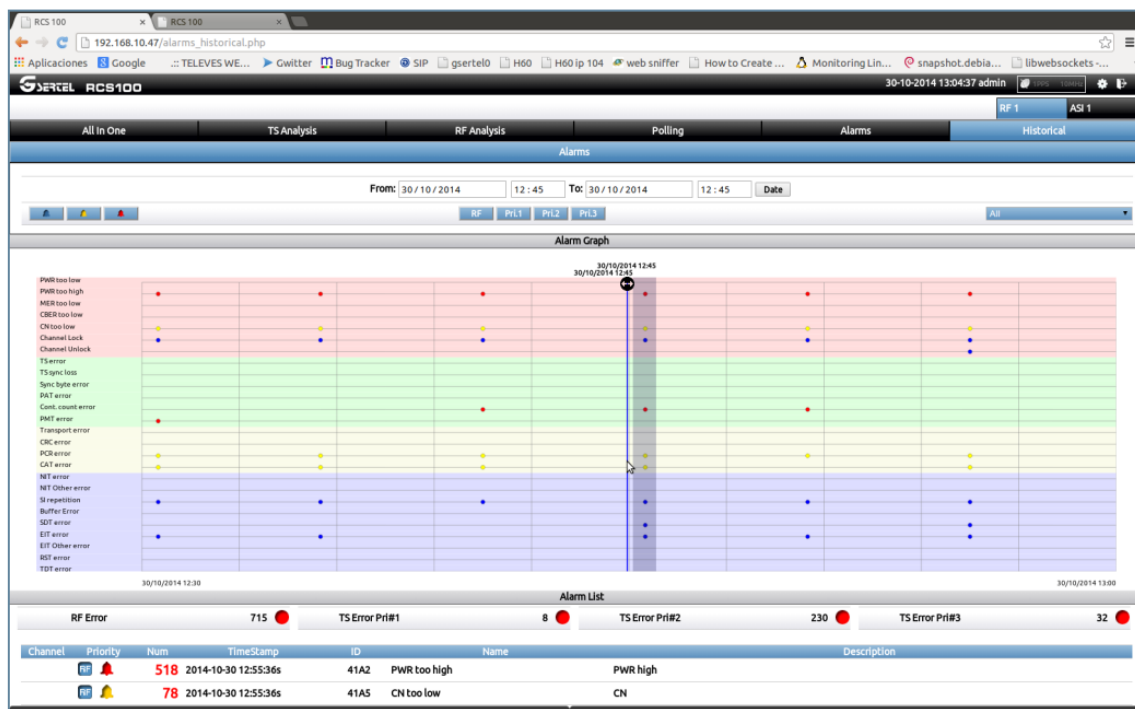 RCS 100 × RCS 100 ×
192.168.10.47/alarms_historical.php
Aplicaciones Google .:: TELEVES WE... Gwitter Bug Tracker SIP gsertel0 H60 H60 ip 104 web sniffer How to Create ... Monitoring Lin... snapshot.debia... libwebsockets -...
GSERTEL RCS100 30-10-2014 13:04:37 admin 1PPS 10MHz
RF 1 ASI 1
All In One TS Analysis RF Analysis Polling Alarms Historical
Alarms
From: 30/10/2014 12:45 To: 30/10/2014 12:45 Date
RF Pri.1 Pri.2 Pri.3 All
Alarm Graph
30/10/2014 12:45
30/10/2014 12:45
PWR too low
PWR too high
MER too low
CBER too low
CN too low
Channel Lock
Channel Unlock
TS error
TS sync loss
Sync byte error
PAT error
Cont. count error
PMT error
Transport error
CRC error
PCR error
CAT error
NIT error
NIT Other error
SI repetition
Buffer Error
SDT error
EIT error
EIT Other error
RST error
TDT error
30/10/2014 12:30 30/10/2014 13:00
Alarm List
RF Error 715 TS Error Pri#1 8 TS Error Pri#2 230 TS Error Pri#3 32
Channel Priority Num TimeStamp ID Name Description
RF 518 2014-10-30 12:55:36s 41A2 PWR too high PWR high
RF 78 2014-10-30 12:55:36s 41A5 CN too low CN